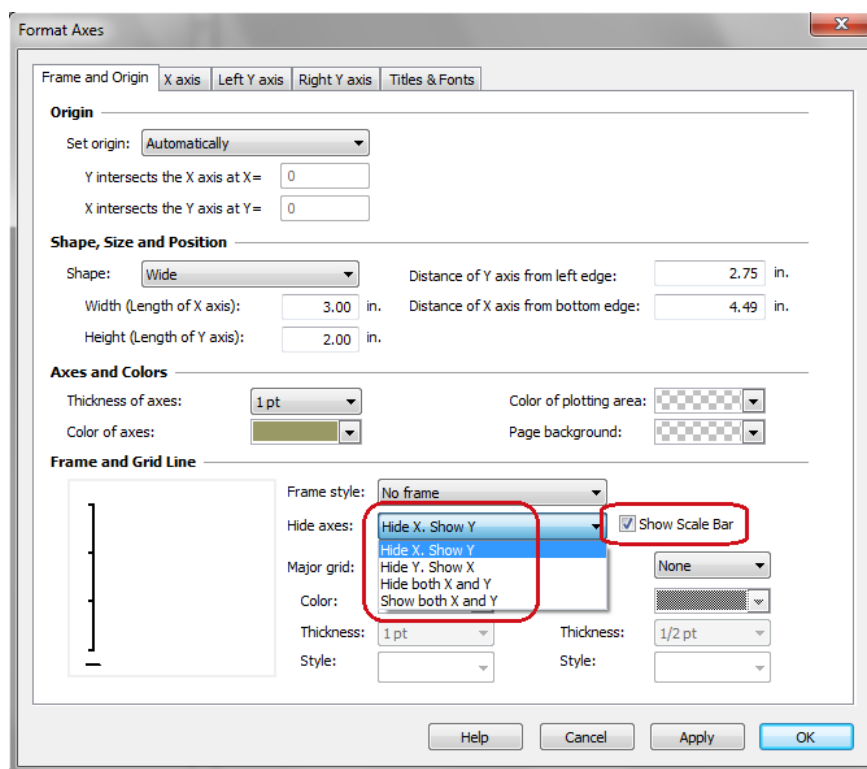 Format Axes
Frame and Origin X axis Left Y axis Right Y axis Titles & Fonts
Origin
Set origin: Automatically
Y intersects the X axis at X= 0
X intersects the Y axis at Y= 0
Shape, Size and Position
Shape: Wide Distance of Y axis from left edge: 2.75 in.
Width (Length of X axis): 3.00 in. Distance of X axis from bottom edge: 4.49 in.
Height (Length of Y axis): 2.00 in.
Axes and Colors
Thickness of axes: 1 pt Color of plotting area:
Color of axes: Page background:
Frame and Grid Line
Frame style: No frame
Hide axes: Hide X. Show Y Show Scale Bar
Hide X. Show Y
Major grid: Hide Y. Show X None
Hide both X and Y
Color: Show both X and Y
Thickness: 1 pt Thickness: 1/2 pt
Style: Style:
Help Cancel Apply OK